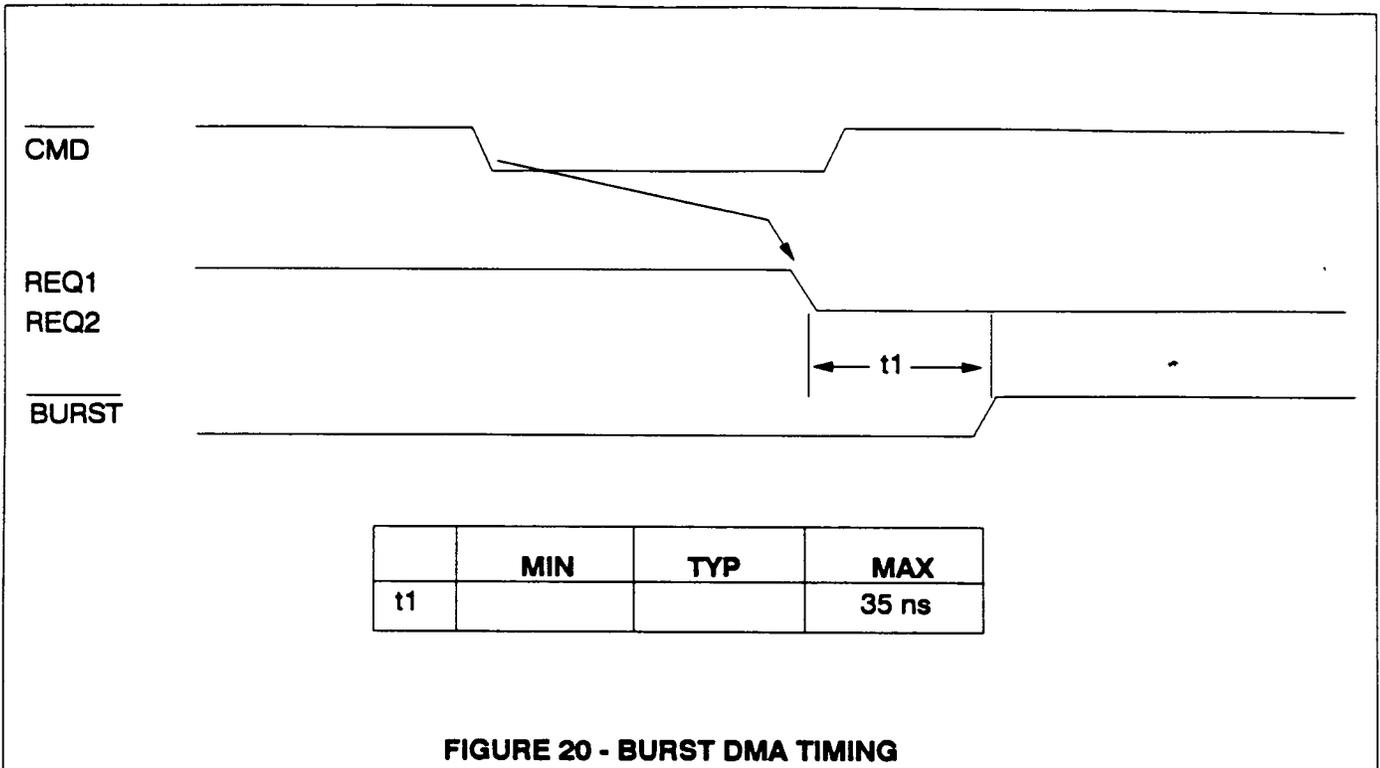 CMD
REQ1
REQ2
t1
BURST
MIN TYP MAX
t1 35 ns
FIGURE 20 - BURST DMA TIMING